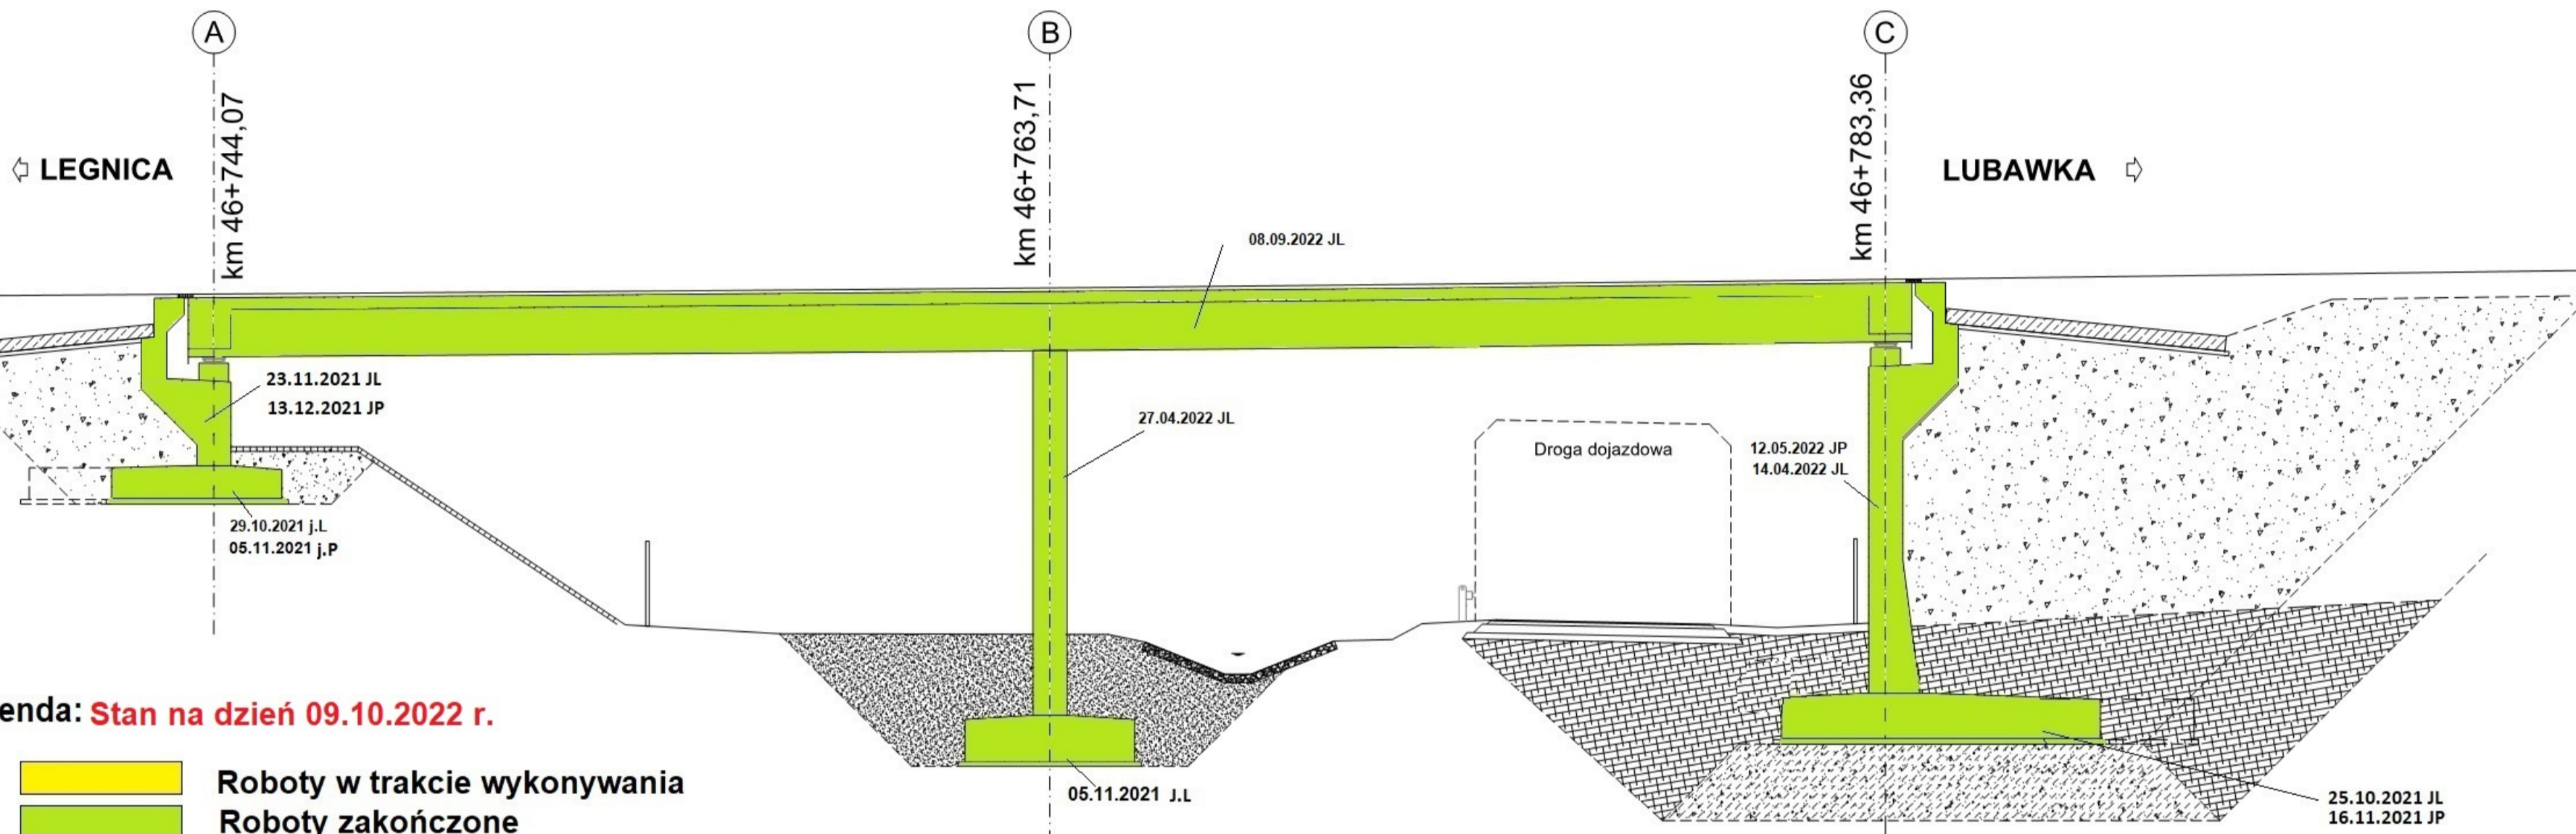 A
B
C
km 46+744,07
km 46+763,71
km 46+783,36
LEGNICA
LUBAWKA
08.09.2022 JL
23.11.2021 JL
13.12.2021 JP
27.04.2022 JL
Droga dojazdowa
12.05.2022 JP
14.04.2022 JL
29.10.2021 j.L
05.11.2021 j.P
enda: Stan na dzień 09.10.2022 r.
Roboty w trakcie wykonywania
Roboty zakończone
05.11.2021 J.L
25.10.2021 JL
16.11.2021 JP